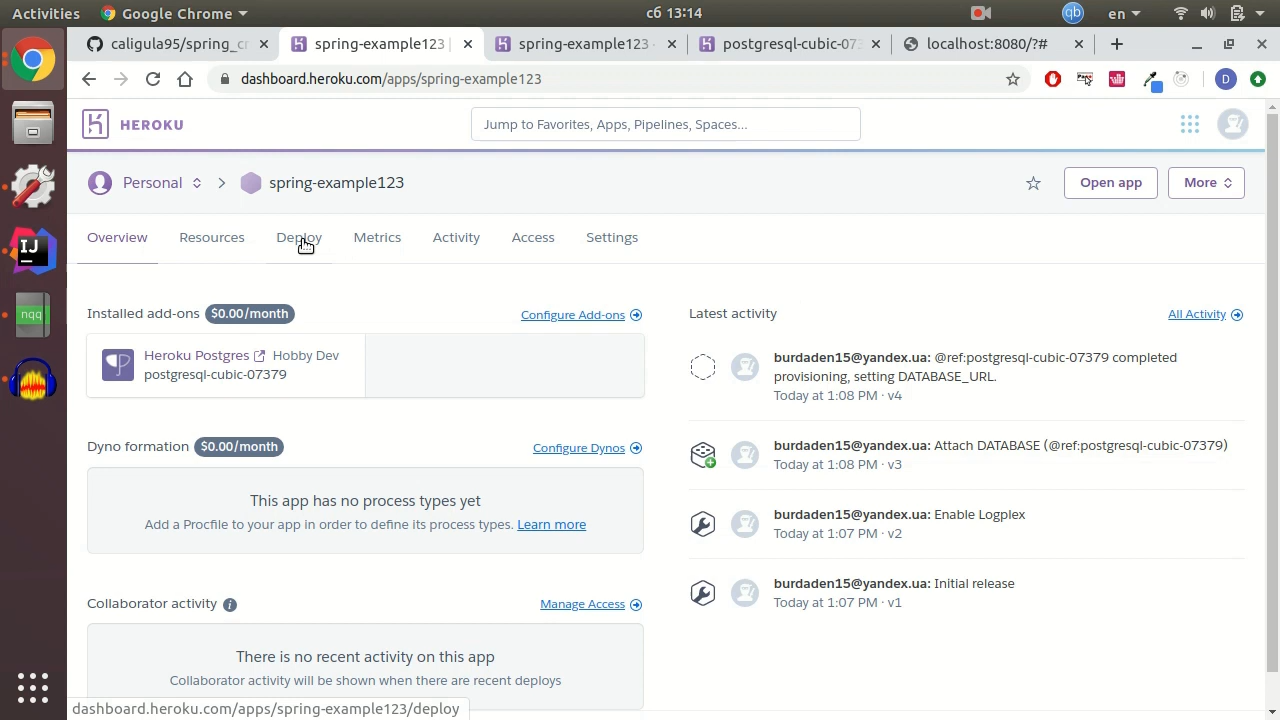 Activities
Google Chrome
сб 13:14
qb
en
caligula95/spring_cr
spring-example123
spring-example123 -
postgresql-cubic-073
localhost:8080/?#
dashboard.heroku.com/apps/spring-example123
D
HEROKU
Jump to Favorites, Apps, Pipelines, Spaces...
Personal
spring-example123
Open app
More
Overview
Resources
Deploy
Metrics
Activity
Access
Settings
IJ
nqq
Installed add-ons $0.00/month
Configure Add-ons
Heroku Postgres Hobby Dev
postgresql-cubic-07379
Dyno formation $0.00/month
Configure Dynos
This app has no process types yet
Add a Procfile to your app in order to define its process types. Learn more
Collaborator activity
Manage Access
There is no recent activity on this app
Collaborator activity will be shown when there are recent deploys
Latest activity
All Activity
burdaden15@yandex.ua: @ref:postgresql-cubic-07379 completed
provisioning, setting DATABASE_URL.
Today at 1:08 PM · v4
burdaden15@yandex.ua: Attach DATABASE (@ref:postgresql-cubic-07379)
Today at 1:08 PM · v3
burdaden15@yandex.ua: Enable Logplex
Today at 1:07 PM · v2
burdaden15@yandex.ua: Initial release
Today at 1:07 PM · v1
dashboard.heroku.com/apps/spring-example123/deploy